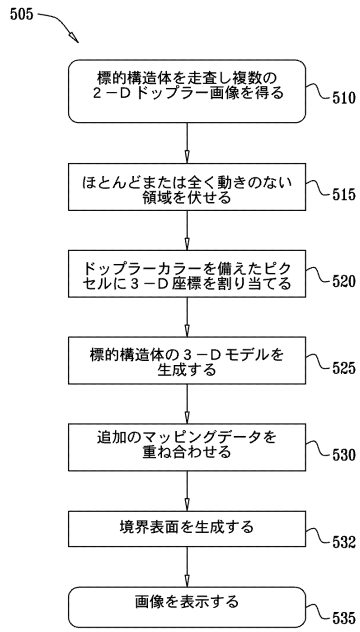 505
標的構造体を走査し複数の
２－Ｄドップラー画像を得る
510
ほとんどまたは全く動きのない
領域を伏せる
515
ドップラーカラーを備えたピク
セルに３－Ｄ座標を割り当てる
520
標的構造体の３－Ｄモデルを
生成する
525
追加のマッピングデータを
重ね合わせる
530
境界表面を生成する
532
画像を表示する
535